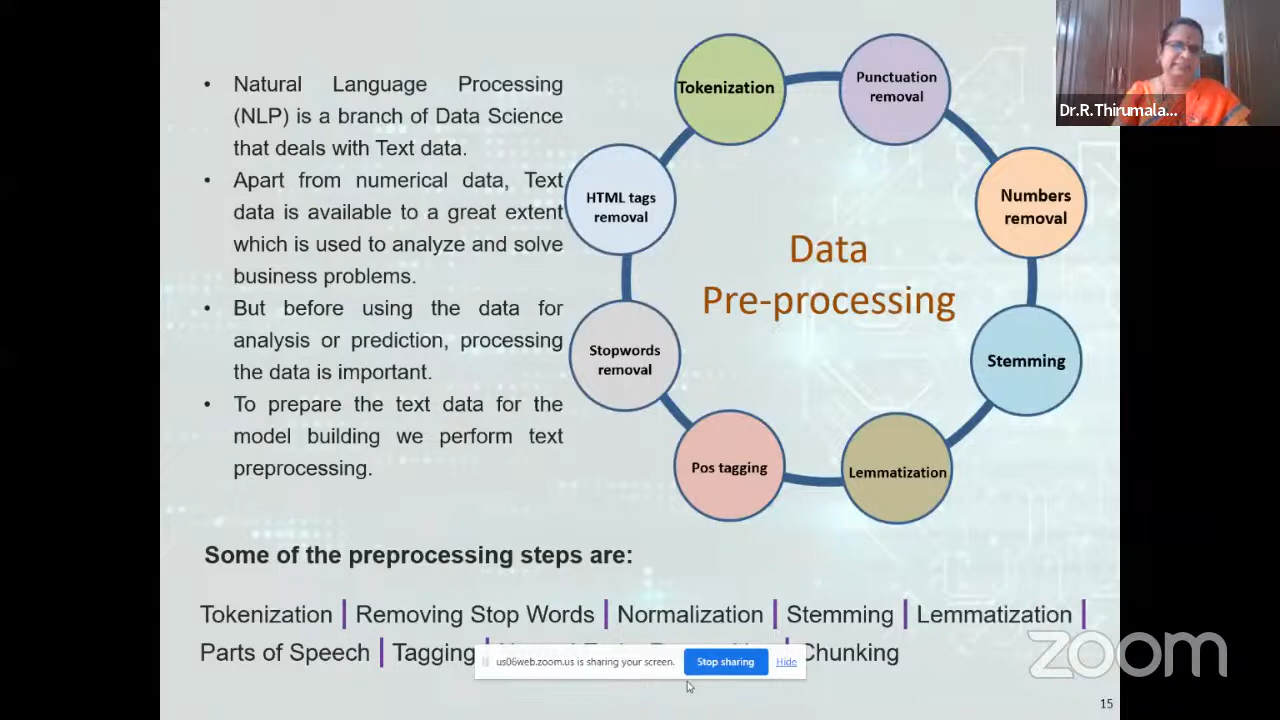 • Natural Language Processing
(NLP) is a branch of Data Science
that deals with Text data.
• Apart from numerical data, Text
data is available to a great extent
which is used to analyze and solve
business problems.
• But before using the data for
analysis or prediction, processing
the data is important.
• To prepare the text data for the
model building we perform text
preprocessing.
Tokenization
Punctuation
removal
HTML tags
removal
Numbers
removal
Data
Pre-processing
Stopwords
removal
Stemming
Pos tagging
Lemmatization
Dr.R.Thirumala...
Some of the preprocessing steps are:
Tokenization | Removing Stop Words | Normalization | Stemming | Lemmatization |
Parts of Speech | Tagging | Chunking
us06web.zoom.us is sharing your screen. Stop sharing Hide
zoom
15